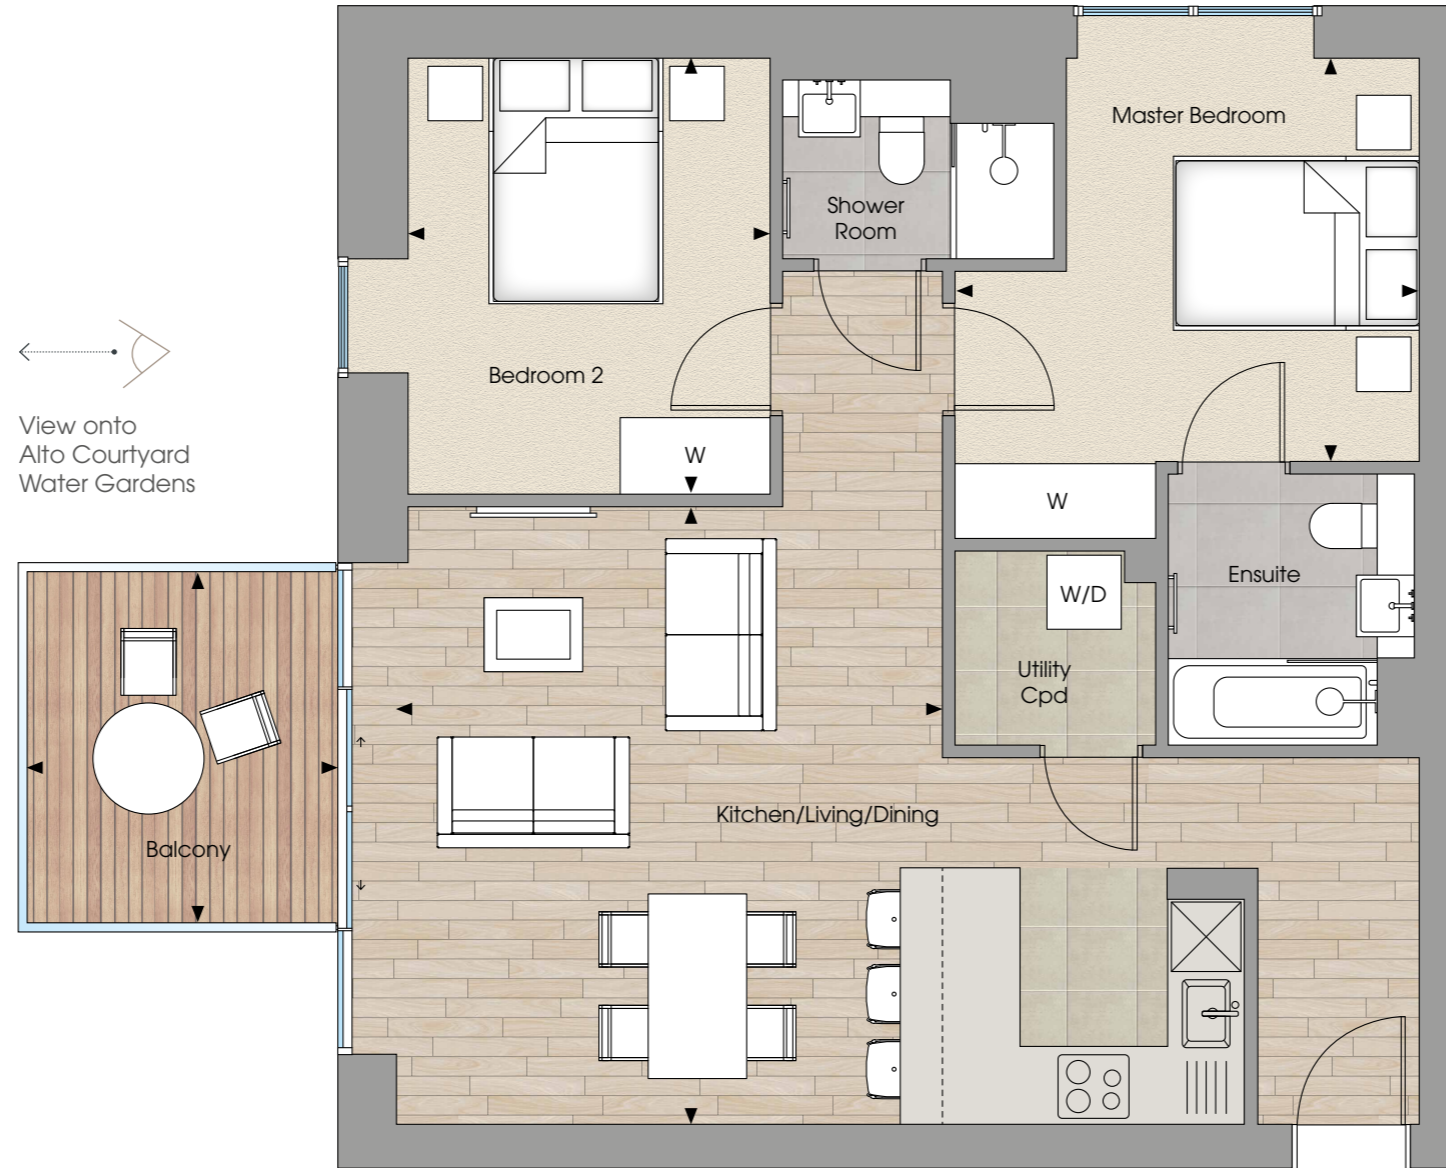 Master Bedroom
Shower
Room
Bedroom 2
View onto
Alto Courtyard
Water Gardens
W
W
Ensuite
W/D
Utility
Cpd
Kitchen/Living/Dining
Balcony